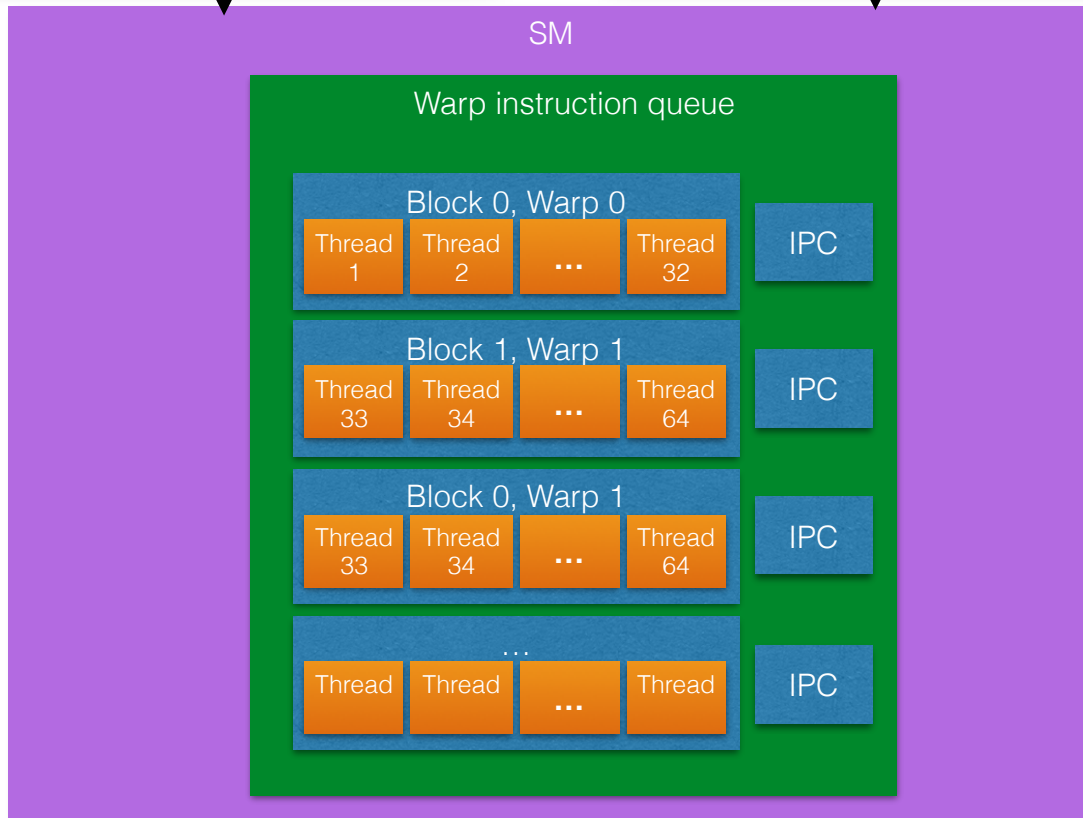 SM
Warp instruction queue
Block 0, Warp 0
Thread 1
Thread 2
...
Thread 32
IPC
Block 1, Warp 1
Thread 33
Thread 34
...
Thread 64
IPC
Block 0, Warp 1
Thread 33
Thread 34
...
Thread 64
IPC
...
Thread
Thread
...
Thread
IPC